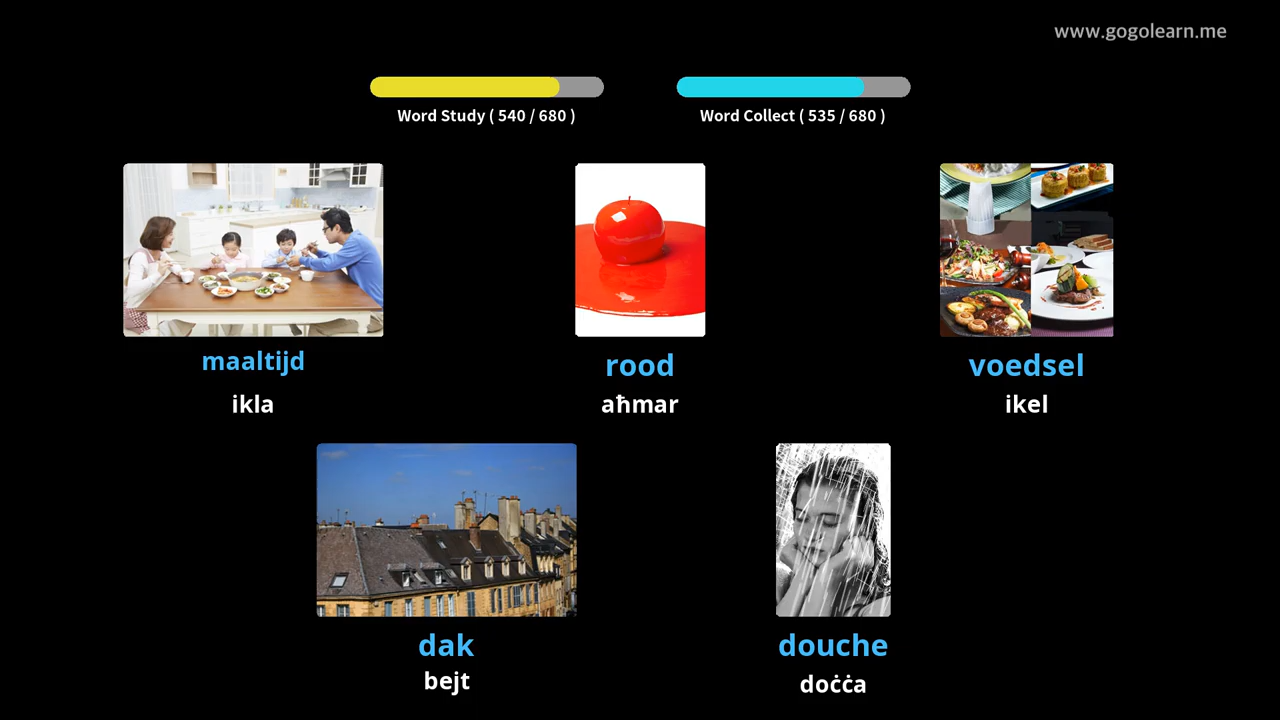 www.gogolearn.me
Word Study ( 540 / 680 )
Word Collect ( 535 / 680 )
maaltijd
ikla
rood
aħmar
voedsel
ikel
dak
bejt
douche
doċċa